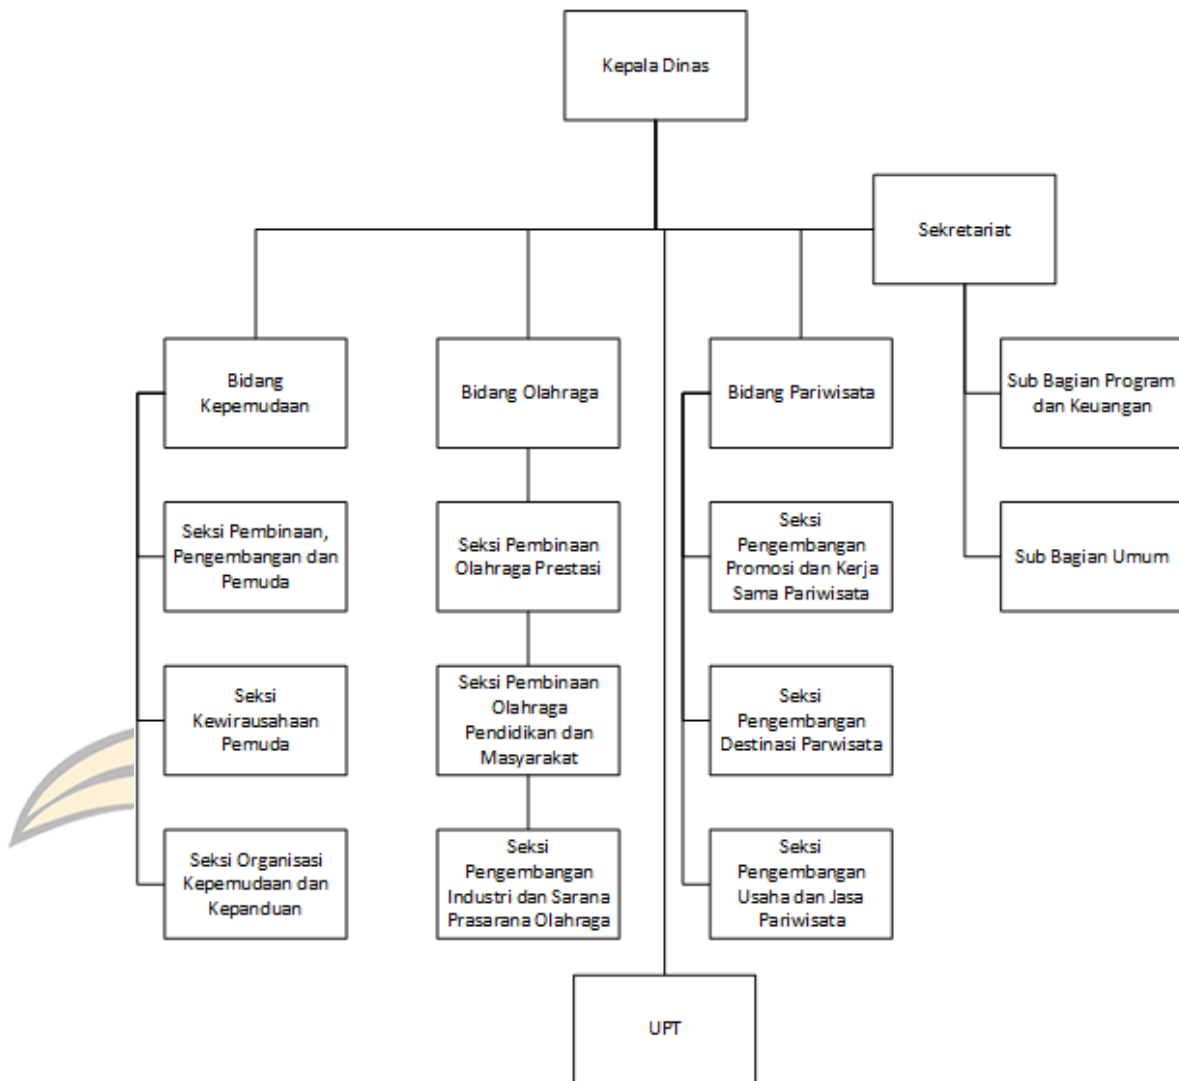 Kepala Dinas
Sekretariat
Bidang
Kepemudaan
Bidang Olahraga
Bidang Pariwisata
Sub Bagian Program
dan Keuangan
Seksi Pembinaan,
Pengembangan dan
Pemuda
Seksi Pembinaan
Olahraga Prestasi
Seksi
Pengembangan
Promosi dan Kerja
Sama Pariwisata
Sub Bagian Umum
Seksi
Kewirausahaan
Pemuda
Seksi Pembinaan
Olahraga
Pendidikan dan
Masyarakat
Seksi
Pengembangan
Destinasi Parwisata
Seksi Organisasi
Kepemudaan dan
Kepanduan
Seksi
Pengembangan
Industri dan Sarana
Prasarana Olahraga
Seksi
Pengembangan
Usaha dan Jasa
Pariwisata
UPT